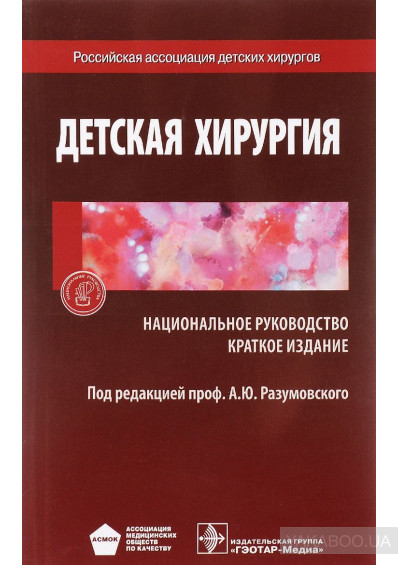 Российская ассоциация детских хирургов
ДЕТСКАЯ ХИРУРГИЯ
НАЦИОНАЛЬНОЕ РУКОВОДСТВО
КРАТКОЕ ИЗДАНИЕ
Под редакцией проф. А.Ю. Разумовского
АСМОК
АССОЦИАЦИЯ
МЕДИЦИНСКИХ
ОБЩЕСТВ
ПО КАЧЕСТВУ
ИЗДАТЕЛЬСКАЯ ГРУППА
«ГЭОТАР-Медиа»